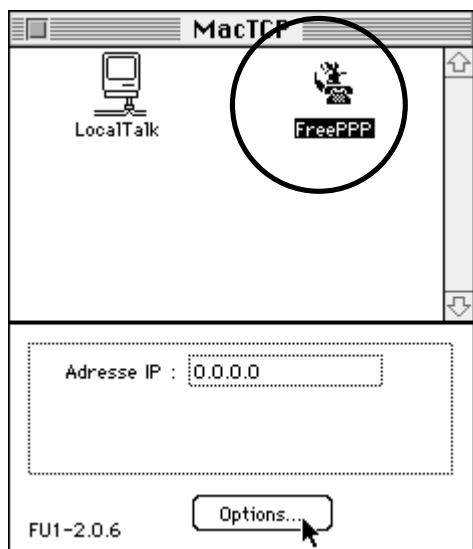 MacTCP
LocalTalk
FreePPP
Adresse IP : 0.0.0.0
Options...
FU1-2.0.6